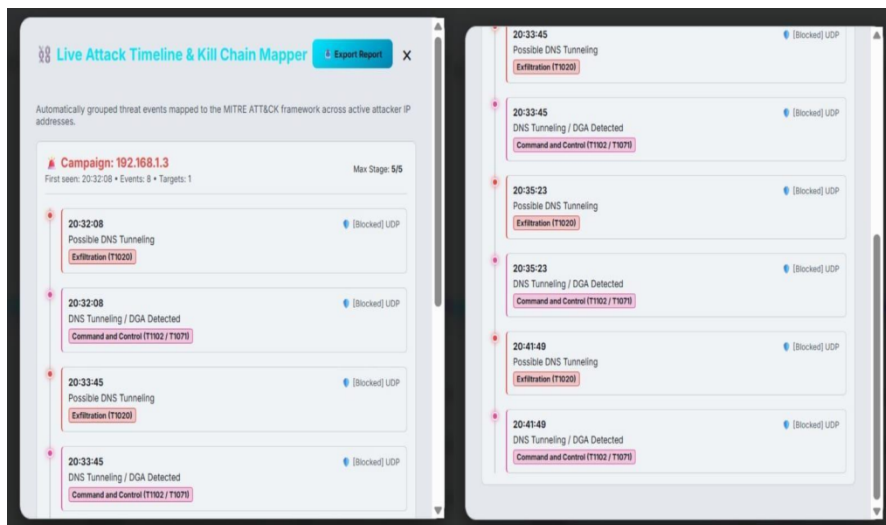 Live Attack Timeline & Kill Chain Mapper
Export Report
X
Automatically grouped threat events mapped to the MITRE ATT&CK framework across active attacker IP
addresses.
Campaign: 192.168.1.3
Max Stage: 5/5
First seen: 20:32:08 • Events: 8 • Targets: 1
20:32:08
[Blocked] UDP
Possible DNS Tunneling
Exfiltration (T1020)
20:32:08
[Blocked] UDP
DNS Tunneling / DGA Detected
Command and Control (T1102 / T1071)
20:33:45
[Blocked] UDP
Possible DNS Tunneling
Exfiltration (T1020)
20:33:45
[Blocked] UDP
DNS Tunneling / DGA Detected
Command and Control (T1102 / T1071)
20:33:45
[Blocked] UDP
Possible DNS Tunneling
Exfiltration (T1020)
20:33:45
[Blocked] UDP
DNS Tunneling / DGA Detected
Command and Control (T1102 / T1071)
20:35:23
[Blocked] UDP
Possible DNS Tunneling
Exfiltration (T1020)
20:35:23
[Blocked] UDP
DNS Tunneling / DGA Detected
Command and Control (T1102 / T1071)
20:41:49
[Blocked] UDP
Possible DNS Tunneling
Exfiltration (T1020)
20:41:49
[Blocked] UDP
DNS Tunneling / DGA Detected
Command and Control (T1102 / T1071)